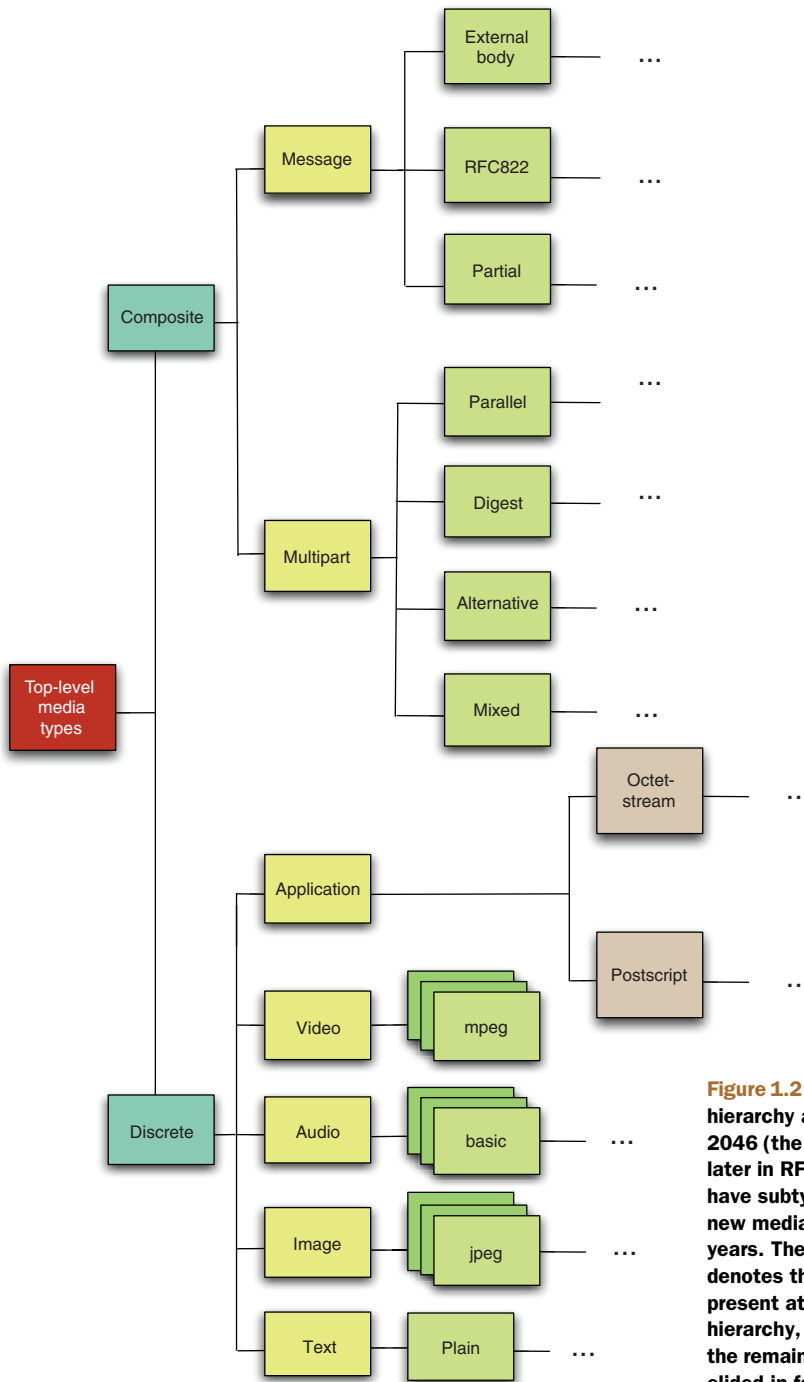 External
body
...
Message
RFC822
...
Partial
...
Composite
Parallel
...
Digest
...
Multipart
Alternative
...
Top-level
media
types
Mixed
...
Octet-
stream
..
Application
Postscript
..
Video
mpeg
Discrete
Audio
basic
...
Image
jpeg
...
Text
Plain
...
Figure 1.2
hierarchy a
2046 (the
later in RF
have subty
new media
years. The
denotes th
present at
hierarchy,
the remain
elided in f